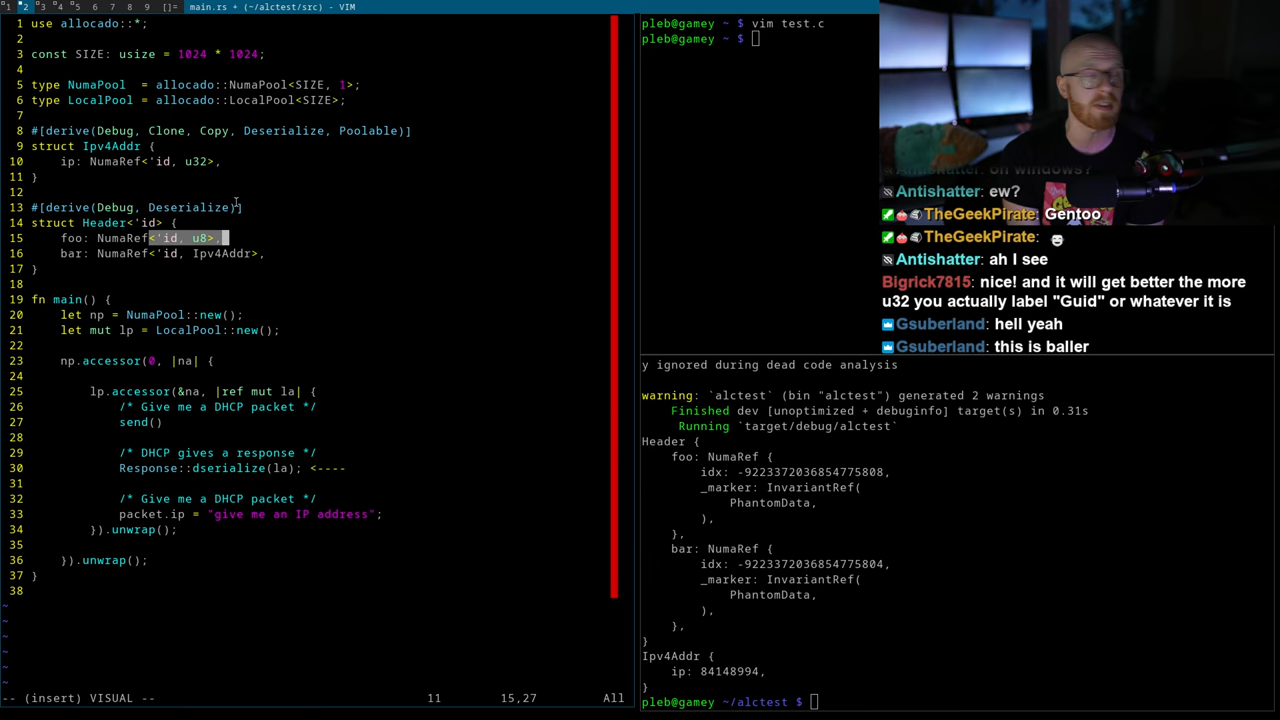 1 2 3 4 5 6 7 8 9 []= main.rs + (~/alctest/src) - VIM
1 use allocado::*;
2
3 const SIZE: usize = 1024 * 1024;
4
5 type NumaPool  = allocado::NumaPool<SIZE, 1>;
6 type LocalPool = allocado::LocalPool<SIZE>;
7
8 #[derive(Debug, Clone, Copy, Deserialize, Poolable)]
9 struct Ipv4Addr {
10     ip: NumaRef<'id, u32>,
11 }
12
13 #[derive(Debug, Deserialize)]
14 struct Header<'id> {
15     foo: NumaRef<'id, u8>,
16     bar: NumaRef<'id, Ipv4Addr>,
17 }
18
19 fn main() {
20     let np = NumaPool::new();
21     let mut lp = LocalPool::new();
22
23     np.accessor(0, |na| {
24
25         lp.accessor(&na, |ref mut la| {
26             /* Give me a DHCP packet */
27             send()
28
29             /* DHCP gives a response */
30             Response::dserialize(la); <----
31
32             /* Give me a DHCP packet */
33             packet.ip = "give me an IP address";
34         }).unwrap();
35
36     }).unwrap();
37 }
38
~
~
~
~
~
~
-- (insert) VISUAL -- 11 15,27 All
pleb@gamey ~ $ vim test.c
pleb@gamey ~ $
on windows?
Antishatter: ew?
TheGeekPirate: Gentoo
TheGeekPirate:
Antishatter: ah I see
Bigrick7815: nice! and it will get better the more
u32 you actually label "Guid" or whatever it is
Gsuberland: hell yeah
Gsuberland: this is baller
y ignored during dead code analysis
warning: `alctest` (bin "alctest") generated 2 warnings
Finished dev [unoptimized + debuginfo] target(s) in 0.31s
Running `target/debug/alctest`
Header {
foo: NumaRef {
idx: -9223372036854775808,
_marker: InvariantRef(
PhantomData,
),
},
bar: NumaRef {
idx: -9223372036854775804,
_marker: InvariantRef(
PhantomData,
),
},
}
Ipv4Addr {
ip: 84148994,
}
pleb@gamey ~/alctest $